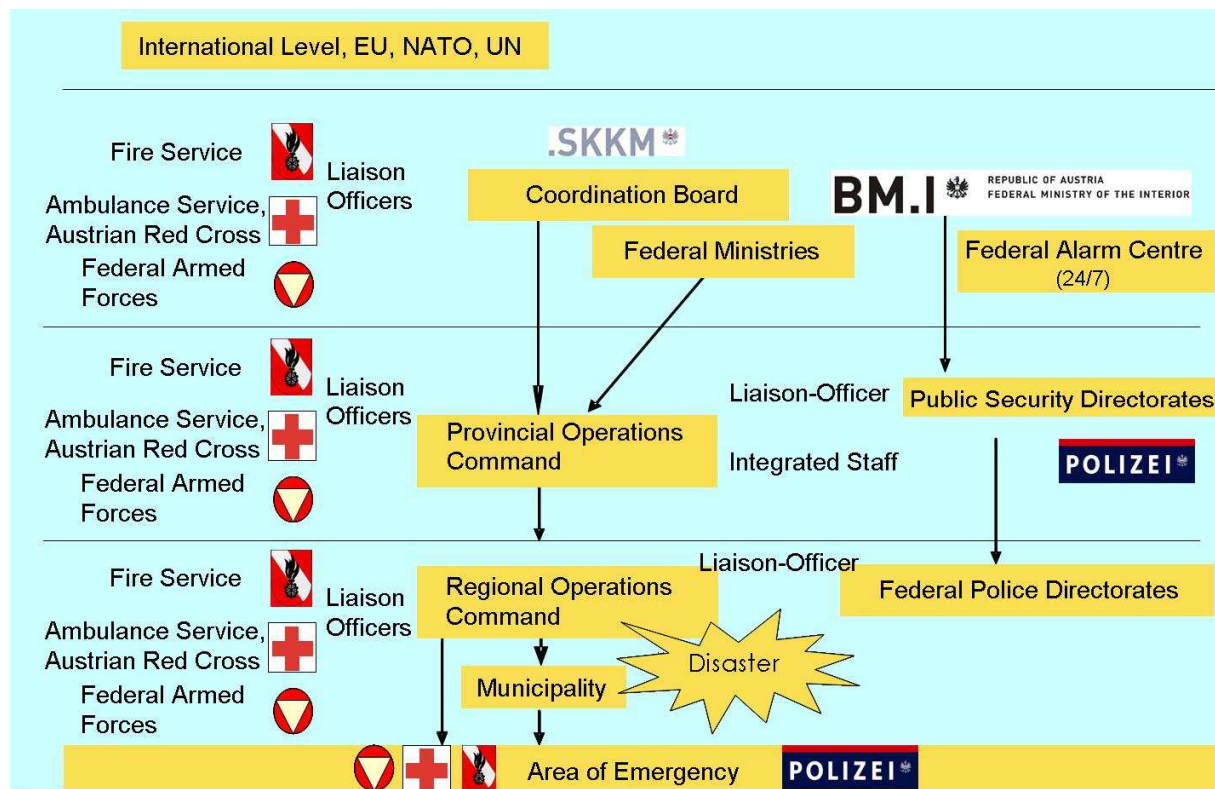 International Level, EU, NATO, UN
.SKKM
Fire Service
Liaison
Officers
Ambulance Service,
Austrian Red Cross
Federal Armed
Forces
Coordination Board
Federal Ministries
BM.I
REPUBLIC OF AUSTRIA
FEDERAL MINISTRY OF THE INTERIOR
Federal Alarm Centre
(24/7)
Fire Service
Liaison
Officers
Ambulance Service,
Austrian Red Cross
Federal Armed
Forces
Provincial Operations
Command
Liaison-Officer
Public Security Directorates
Integrated Staff
POLIZEI
Fire Service
Liaison
Officers
Ambulance Service,
Austrian Red Cross
Federal Armed
Forces
Regional Operations
Command
Liaison-Officer
Federal Police Directorates
Disaster
Municipality
Area of Emergency
POLIZEI